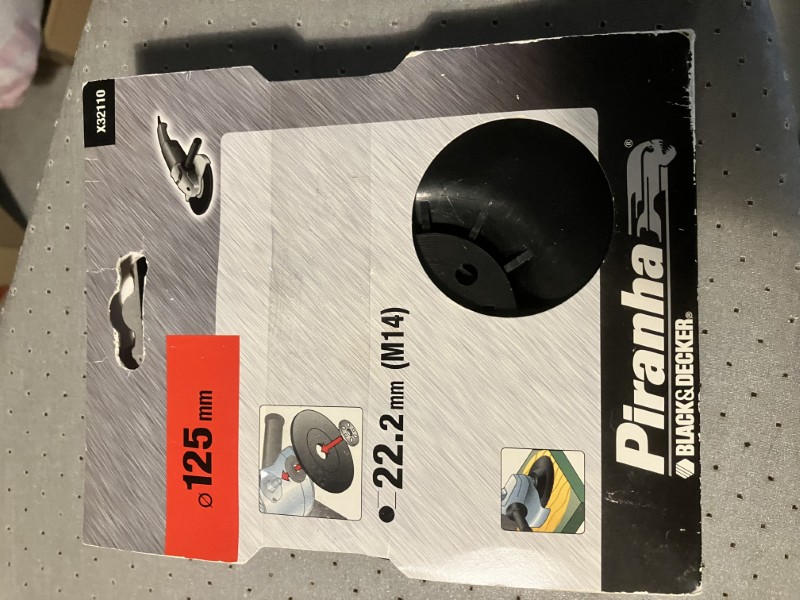 X32110
⌀125 mm
22.2 mm (M14)
Piranha®
BLACK&DECKER®